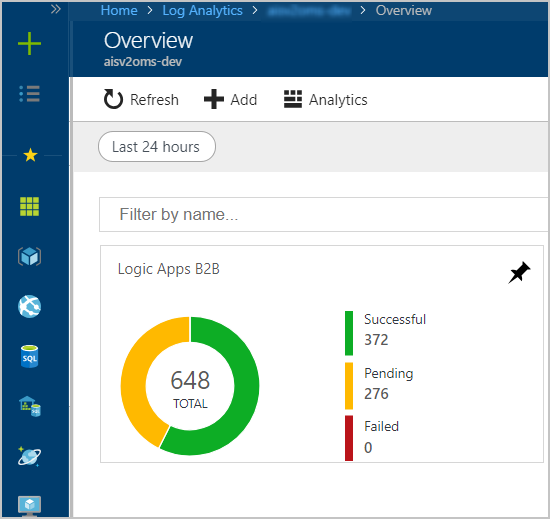 Home > Log Analytics > > Overview
Overview
aisv2oms-dev
Refresh Add Analytics
Last 24 hours
Filter by name...
Logic Apps B2B
648
TOTAL
Successful
372
Pending
276
Failed
0
SQL